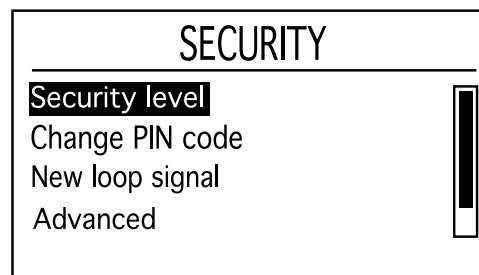 SECURITY
Security level
Change PIN code
New loop signal
Advanced